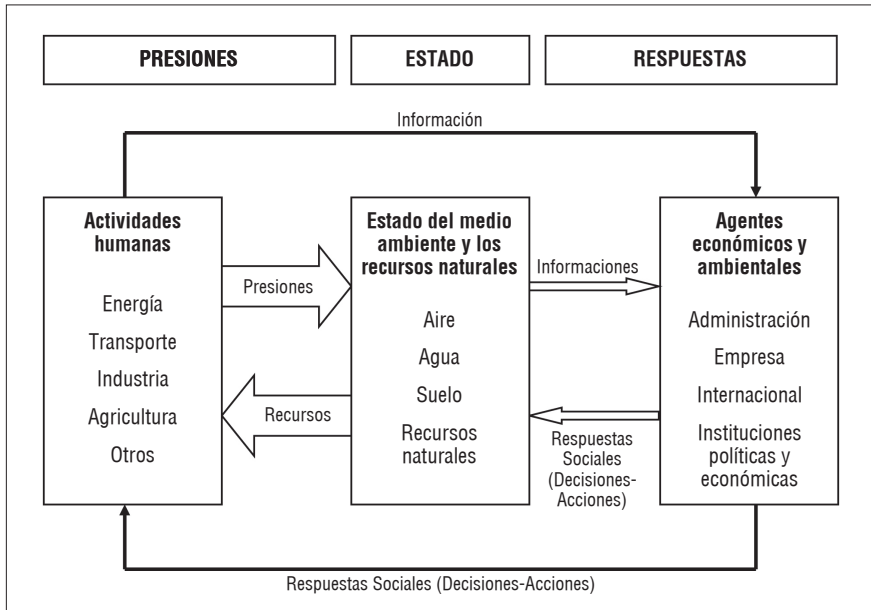 PRESIONES
ESTADO
RESPUESTAS
Información
Actividades
humanas
Energía
Transporte
Industria
Agricultura
Otros
Presiones
Recursos
Estado del medio
ambiente y los
recursos naturales
Aire
Agua
Suelo
Recursos
naturales
Informaciones
Respuestas
Sociales
(Decisiones-
Acciones)
Agentes
económicos y
ambientales
Administración
Empresa
Internacional
Instituciones
políticas y
económicas
Respuestas Sociales (Decisiones-Acciones)